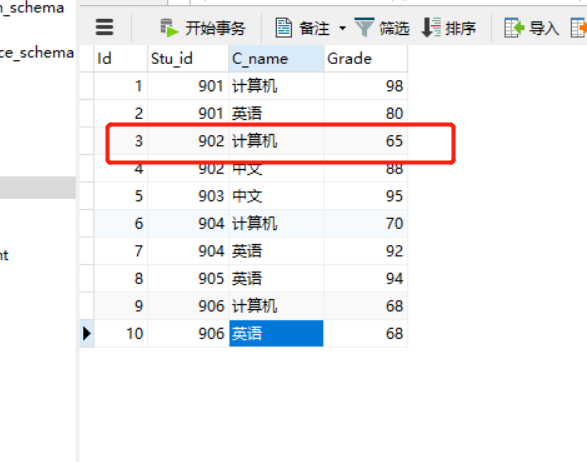 n_schema
ce_schema
nt
开始事务 备注 筛选 排序 导入
Id Stu_id C_name Grade
1 901 计算机 98
2 901 英语 80
3 902 计算机 65
4 902 中文 88
5 903 中文 95
6 904 计算机 70
7 904 英语 92
8 905 英语 94
9 906 计算机 68
10 906 英语 68